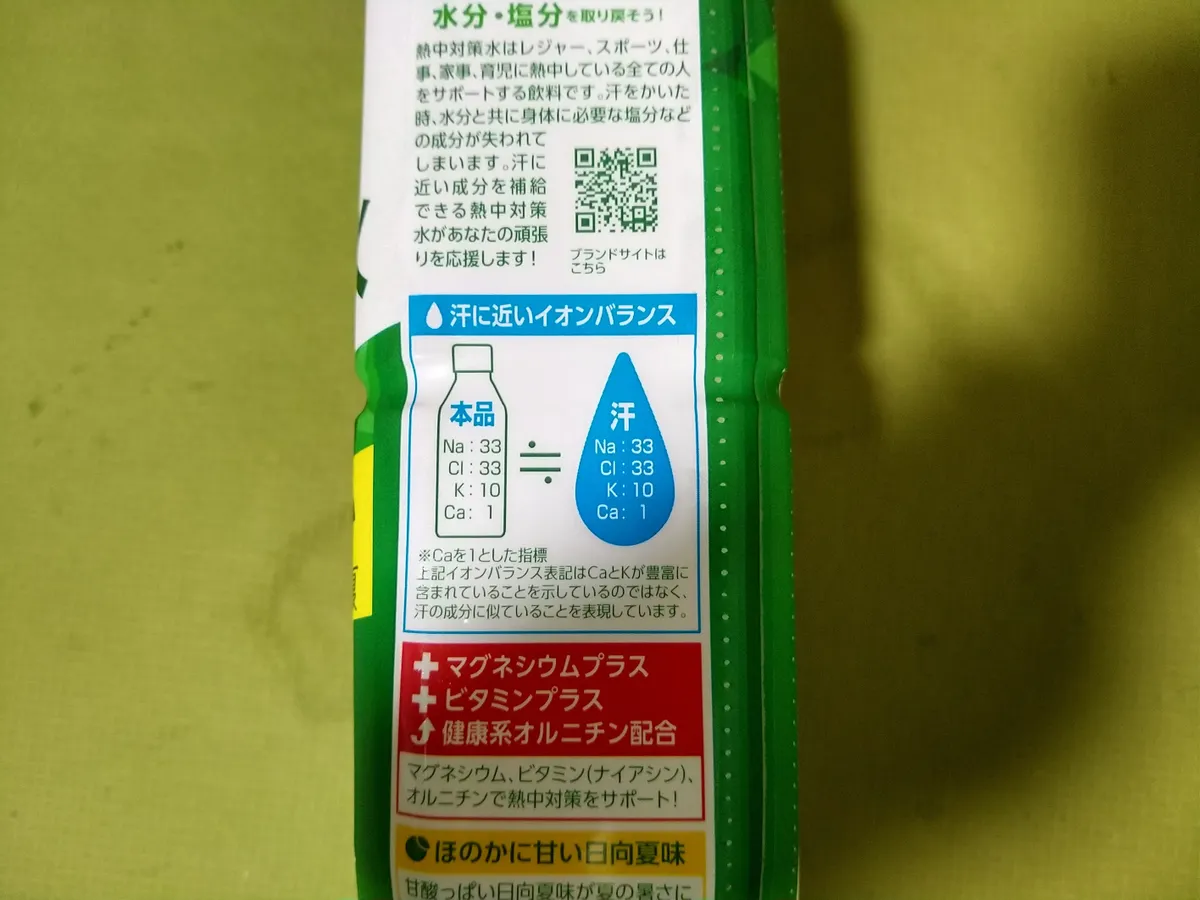 水分・塩分を取り戻そう!
熱中対策水はレジャー、スポーツ、仕
事、家事、育児に熱中している全ての人
をサポートする飲料です。汗をかいた
時、水分と共に身体に必要な塩分など
の成分が失われて
しまいます。汗に
近い成分を補給
できる熱中対策
水があなたの頑張
りを応援します!
ブランドサイトは
こちら
汗に近いイオンバランス
本品
Na:33
Cl:33
K:10
Ca: 1
≒
汗
Na:33
Cl:33
K:10
Ca: 1
※Caを1とした指標
上記イオンバランス表記はCaとKが豊富に
含まれていることを示しているのではなく、
汗の成分に似ていることを表現しています。
マグネシウムプラス
ビタミンプラス
健康系オルニチン配合
マグネシウム、ビタミン(ナイアシン)、
オルニチンで熱中対策をサポート!
ほのかに甘い日向夏味
甘酸っぱい日向夏味が夏の暑さに